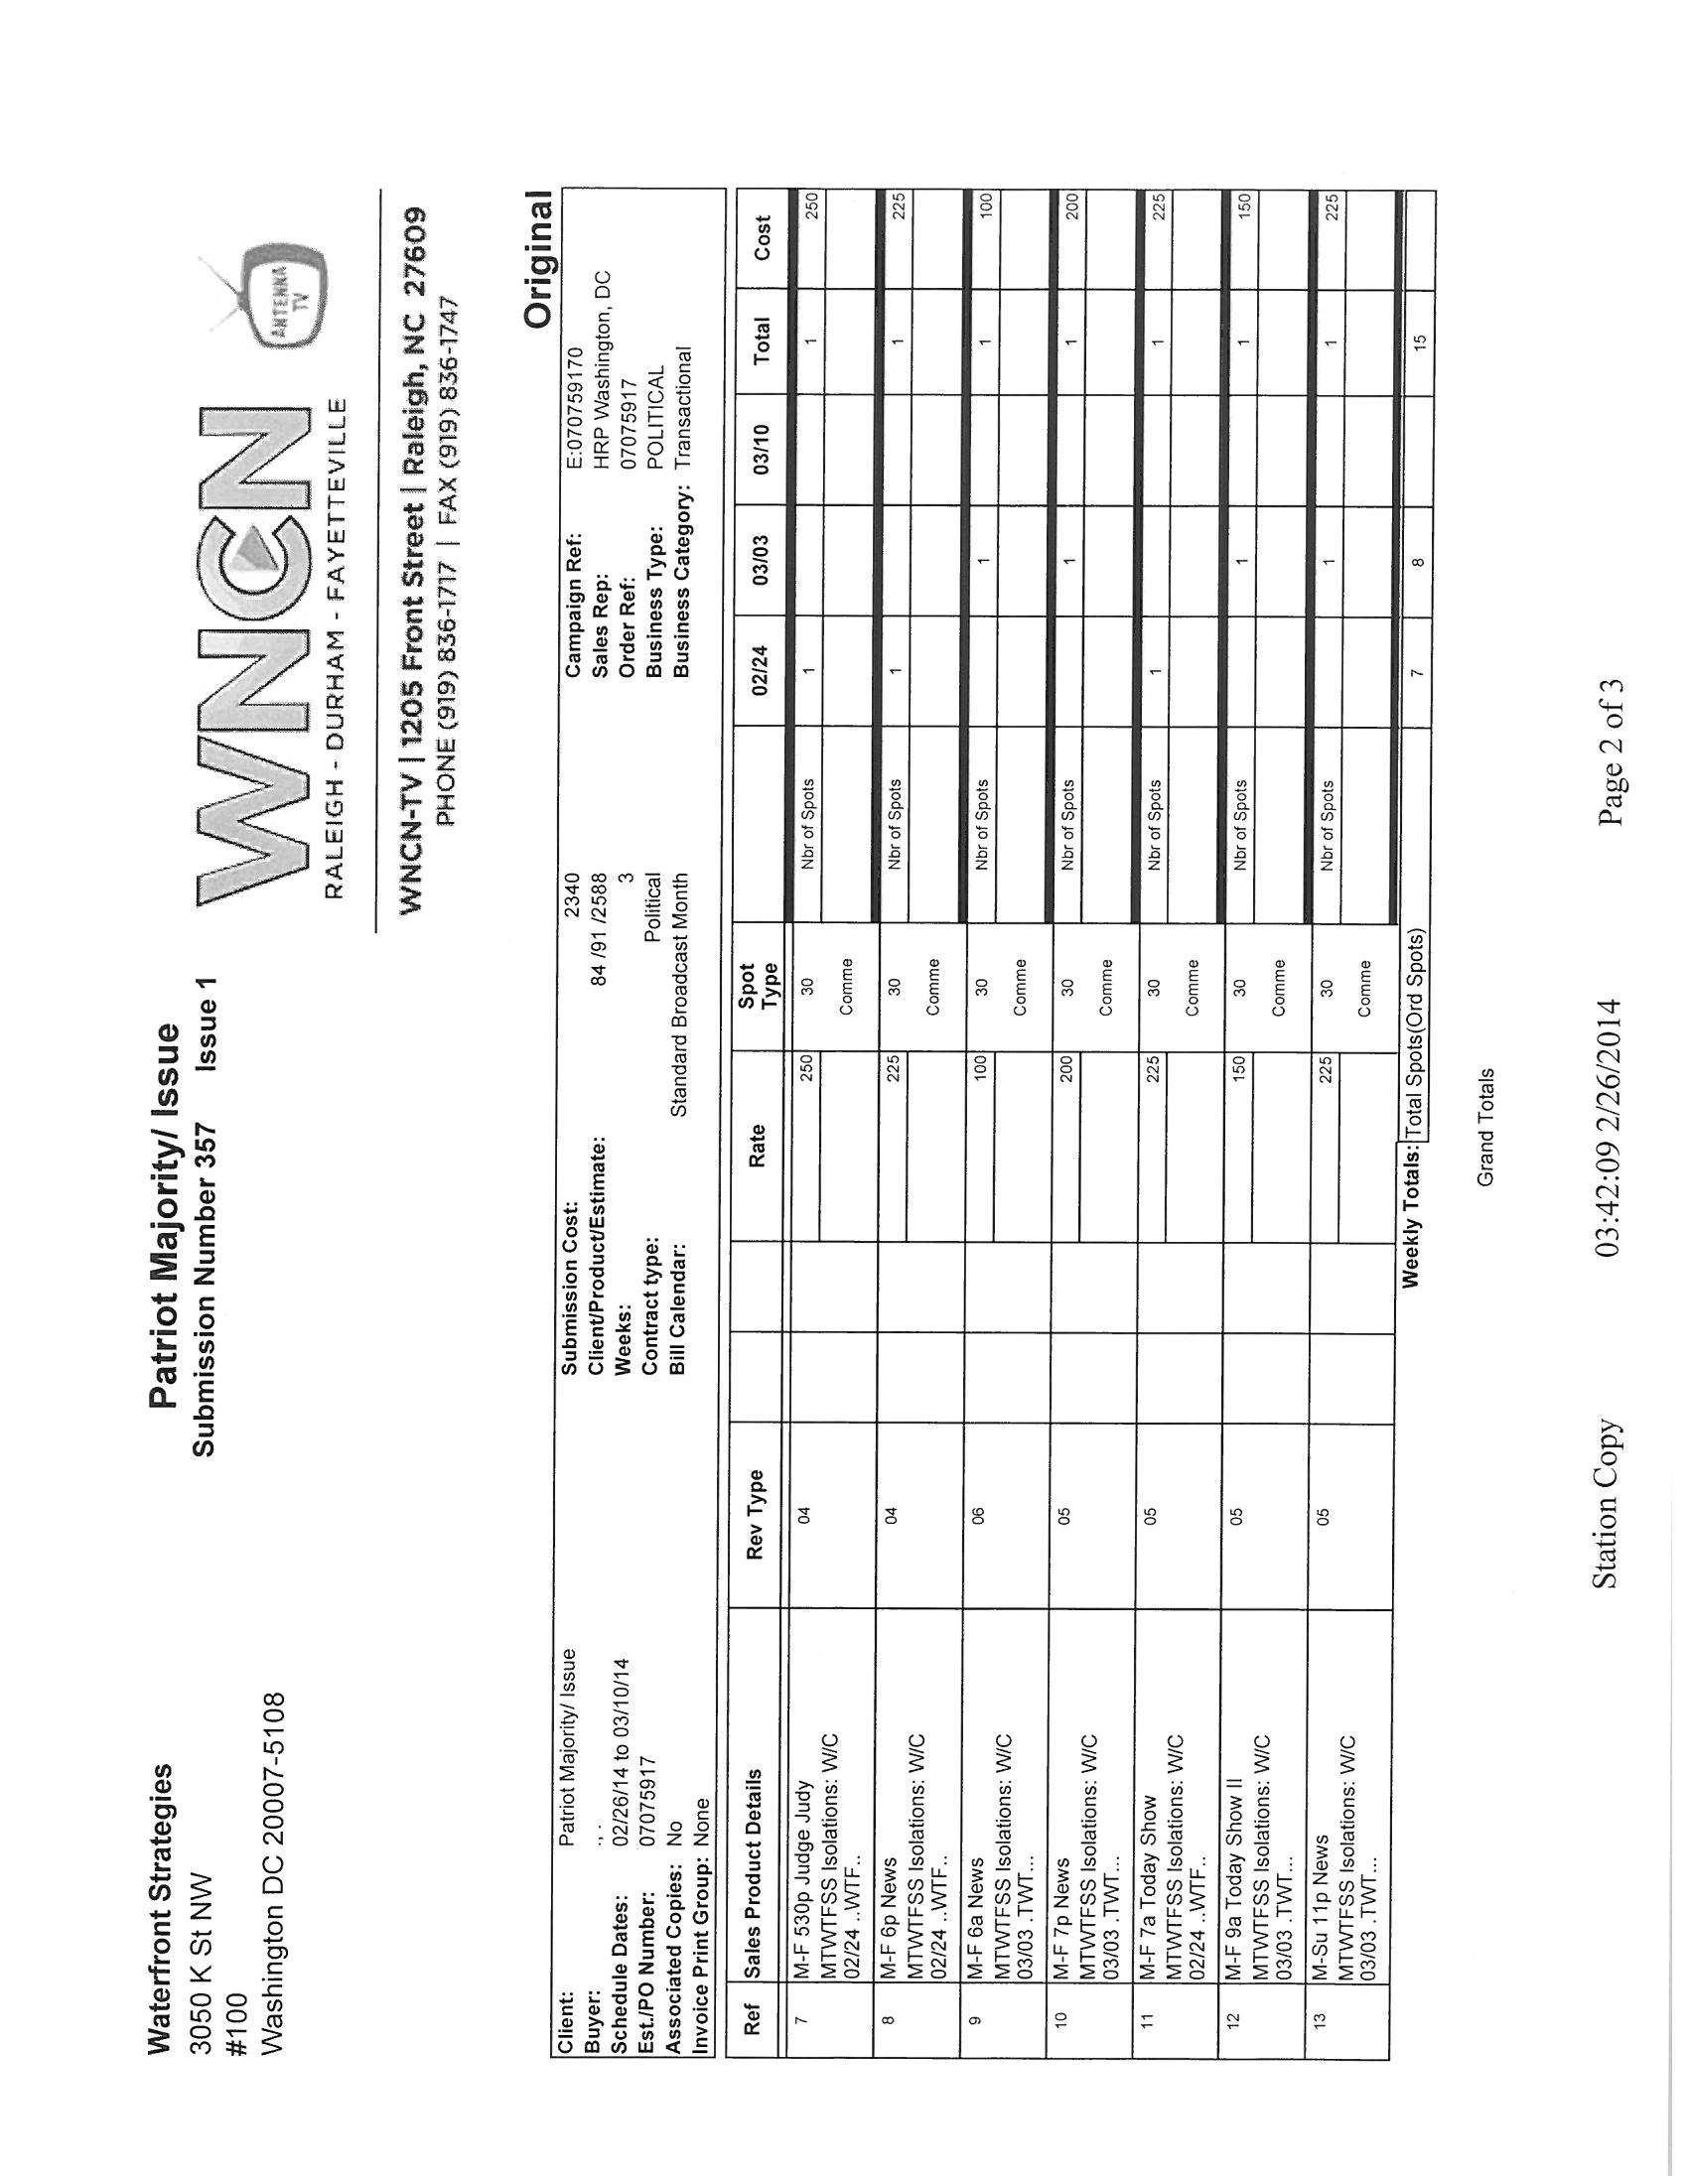 Waterfront Strategies
3050 K St NW
#100
Washington DC 20007-5108
Patriot Majority/ Issue
Submission Number 357 Issue 1
WNCN
ANTENNA
TV
RALEIGH - DURHAM - FAYETTEVILLE
WNCN-TV | 1205 Front Street | Raleigh, NC 27609
PHONE (919) 836-1717 | FAX (919) 836-1747
Original
Client: Patriot Majority/ Issue Submission Cost: 2340 Campaign Ref: E:070759170
Buyer: ., . Client/Product/Estimate: 84 /91 /2588 Sales Rep: HRP Washington, DC
Schedule Dates: 02/26/14 to 03/10/14 Weeks: 3 Order Ref: 07075917
Est./PO Number: 07075917 Contract type: Political Business Type: POLITICAL
Associated Copies: No Bill Calendar: Standard Broadcast Month Business Category: Transactional
Invoice Print Group: None
Ref Sales Product Details Rev Type Rate Spot Type 02/24 03/03 03/10 Total Cost
7 M-F 530p Judge Judy 04 250 30 Nbr of Spots 1 1 250
MTWTFSS Isolations: W/C Comme
02/24 ..WTF..
8 M-F 6p News 04 225 30 Nbr of Spots 1 1 225
MTWTFSS Isolations: W/C Comme
02/24 ..WTF..
9 M-F 6a News 06 100 30 Nbr of Spots 1 1 100
MTWTFSS Isolations: W/C Comme
03/03 .TWT...
10 M-F 7p News 05 200 30 Nbr of Spots 1 1 200
MTWTFSS Isolations: W/C Comme
03/03 .TWT...
11 M-F 7a Today Show 05 225 30 Nbr of Spots 1 1 225
MTWTFSS Isolations: W/C Comme
02/24 ..WTF..
12 M-F 9a Today Show II 05 150 30 Nbr of Spots 1 1 150
MTWTFSS Isolations: W/C Comme
03/03 .TWT...
13 M-Su 11p News 05 225 30 Nbr of Spots 1 1 225
MTWTFSS Isolations: W/C Comme
03/03 .TWT...
Weekly Totals: Total Spots(Ord Spots) 7 8 15
Grand Totals
Station Copy 03:42:09 2/26/2014 Page 2 of 3